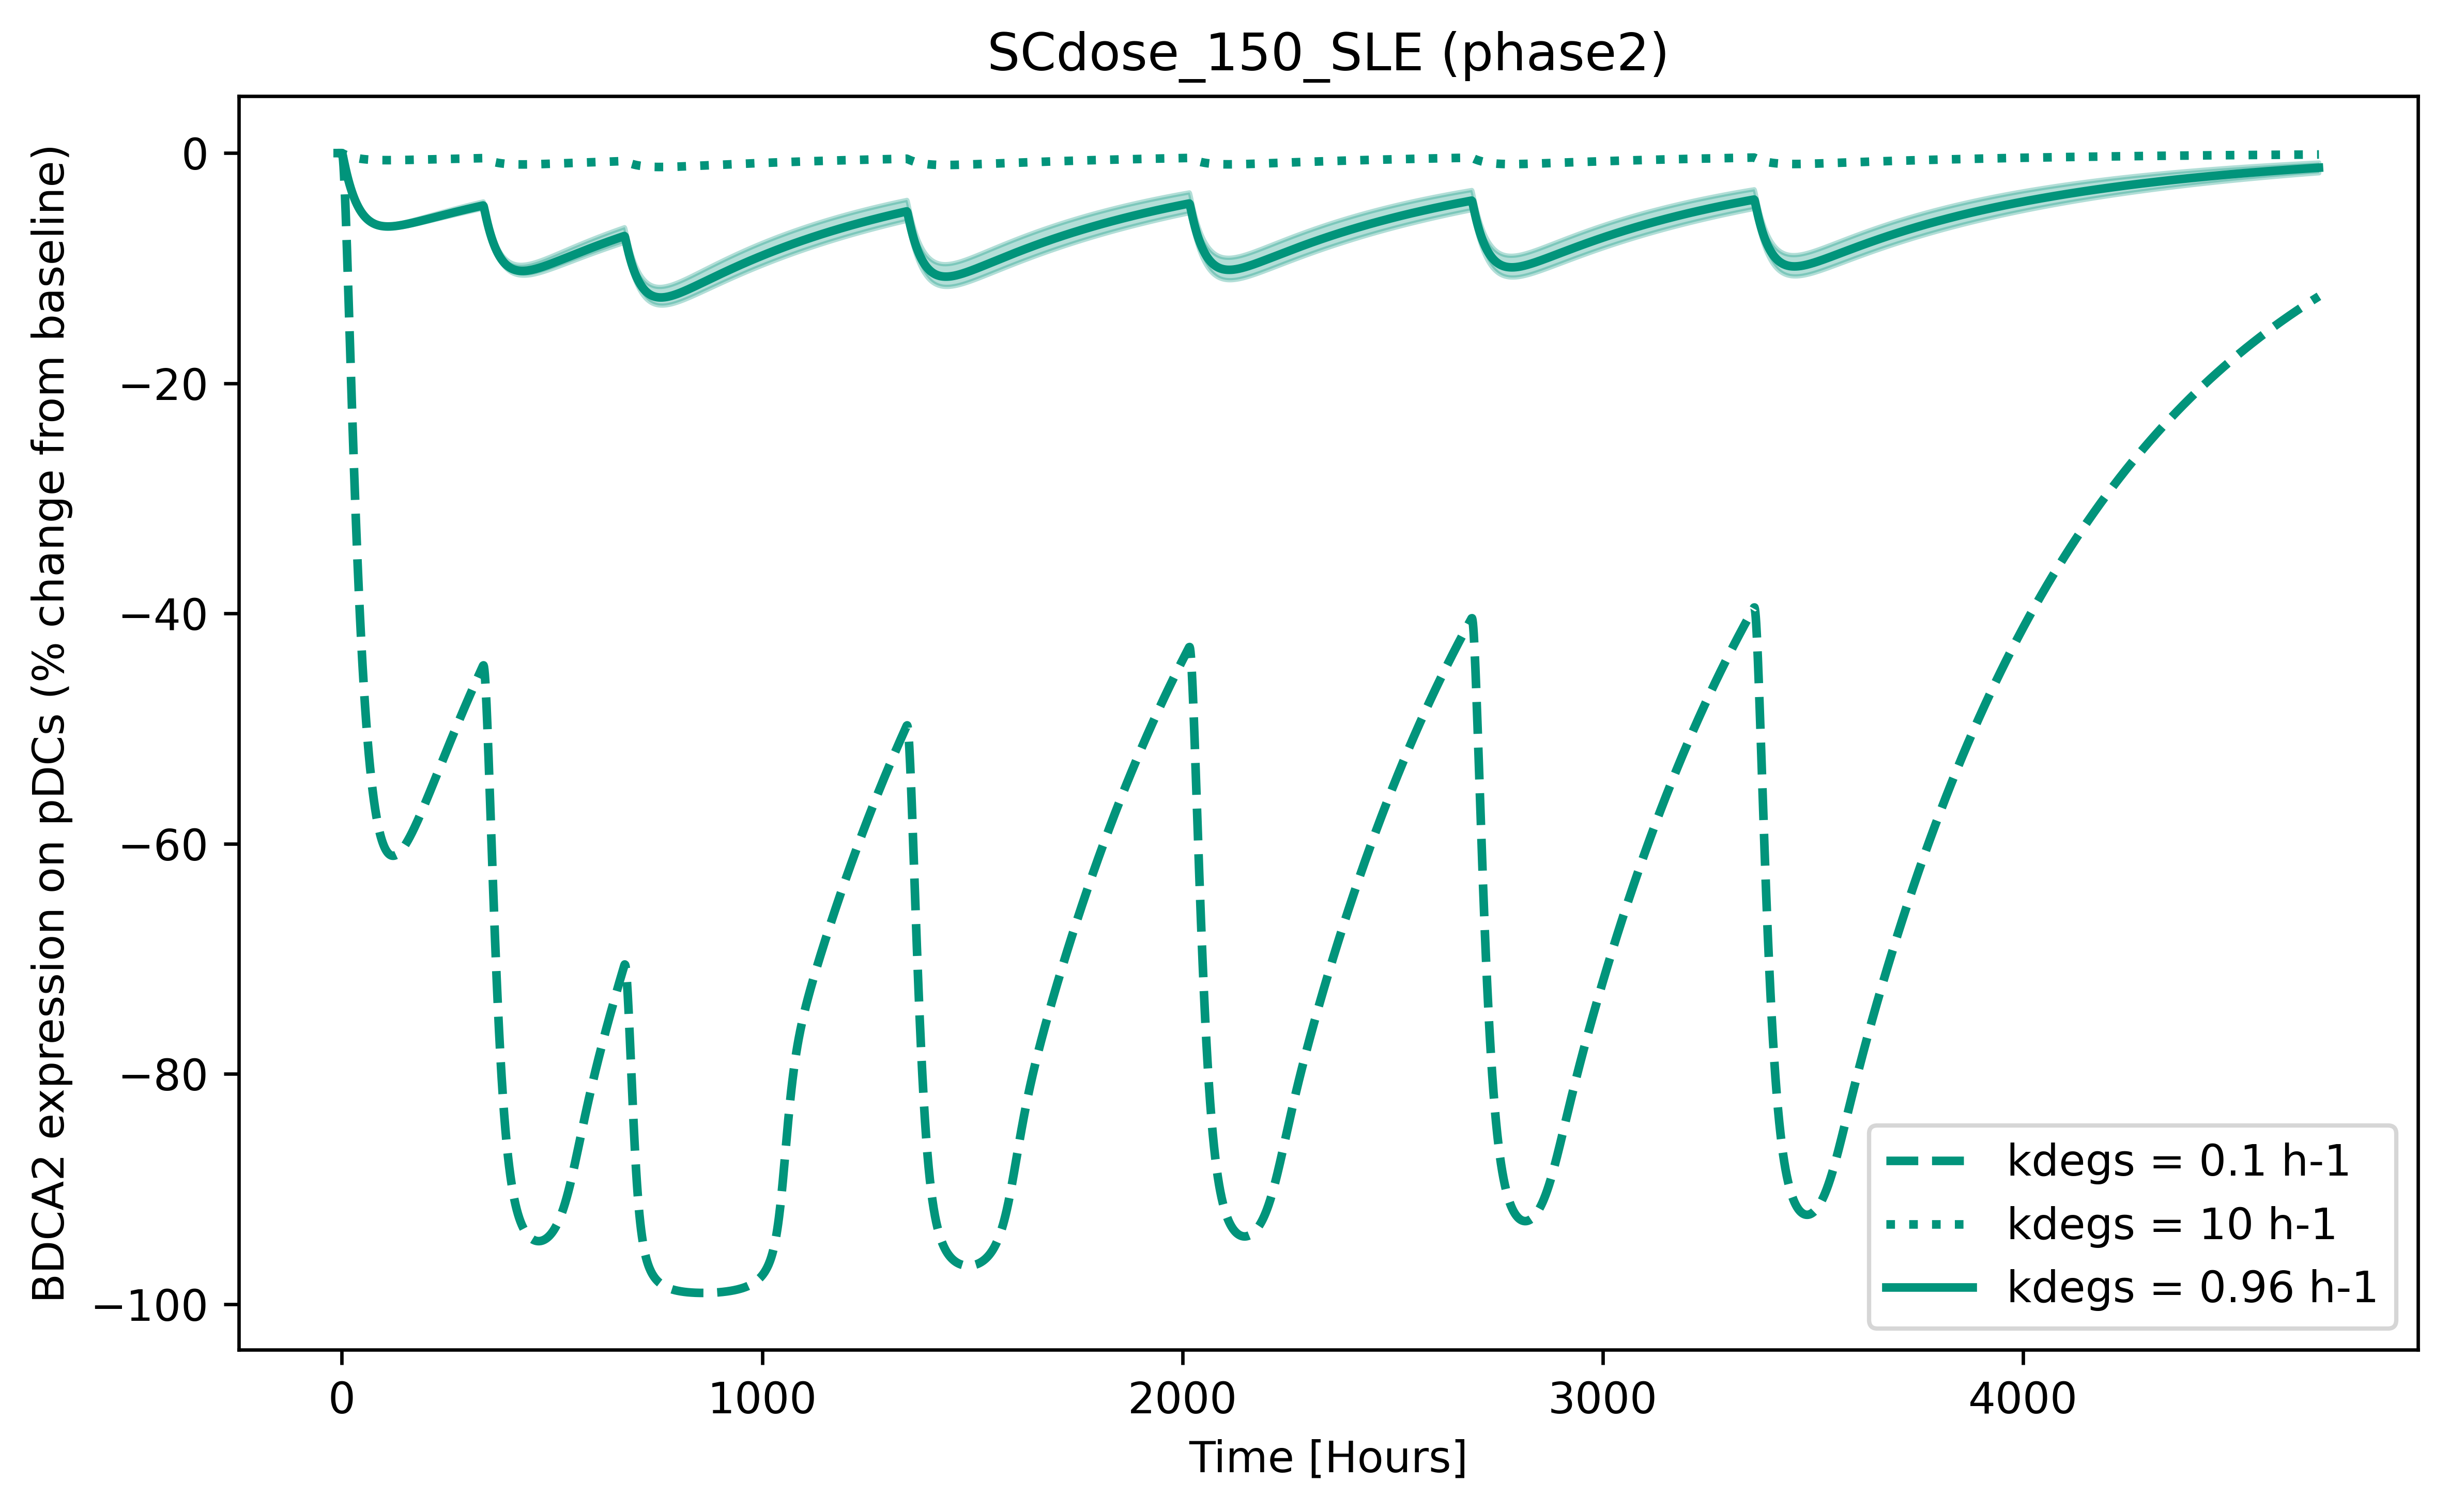 SCdose_150_SLE (phase2)
BDCA2 expression on pDCs (% change from baseline)
0
−20
−40
−60
−80
−100
kdegs = 0.1 h-1
kdegs = 10 h-1
kdegs = 0.96 h-1
0 1000 2000 3000 4000
Time [Hours]